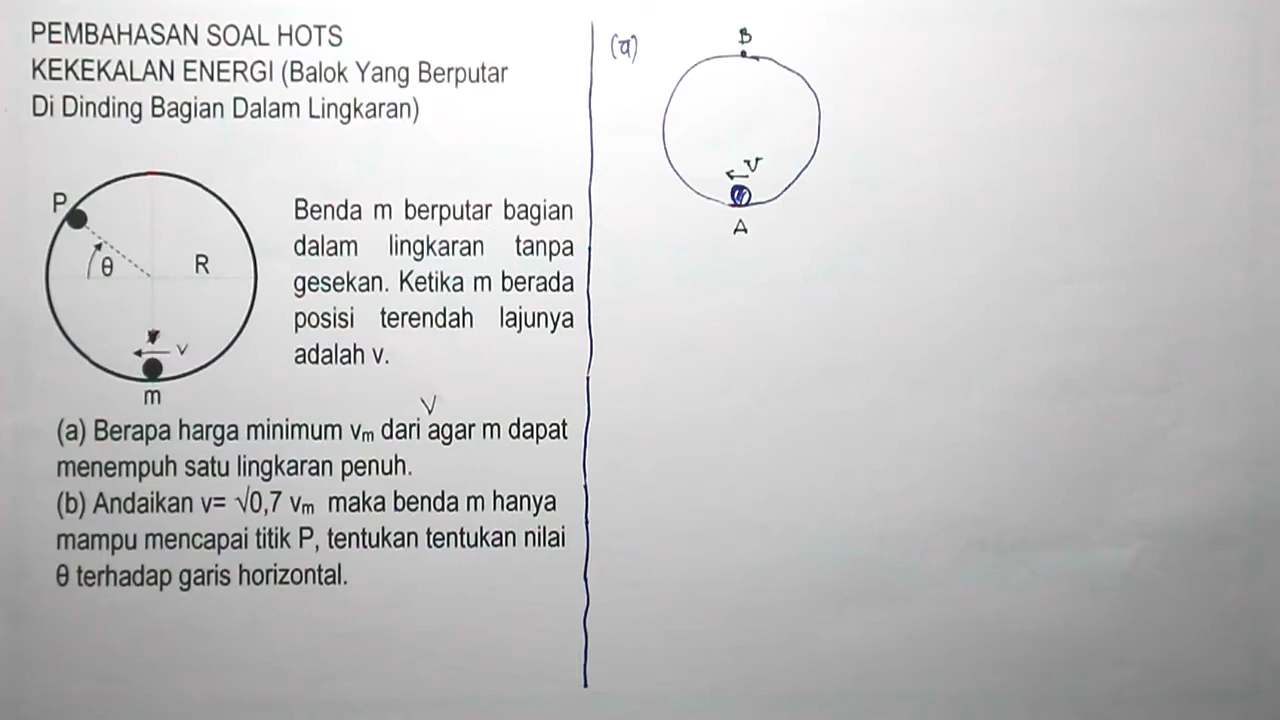 PEMBAHASAN SOAL HOTS
KEKEKALAN ENERGI (Balok Yang Berputar
Di Dinding Bagian Dalam Lingkaran)
P
θ
R
v
m
Benda m berputar bagian
dalam lingkaran tanpa
gesekan. Ketika m berada
posisi terendah lajunya
adalah v.
v
(a) Berapa harga minimum vₘ dari agar m dapat
menempuh satu lingkaran penuh.
(b) Andaikan v= √0,7 vₘ maka benda m hanya
mampu mencapai titik P, tentukan tentukan nilai
θ terhadap garis horizontal.
(a)
B
v
A